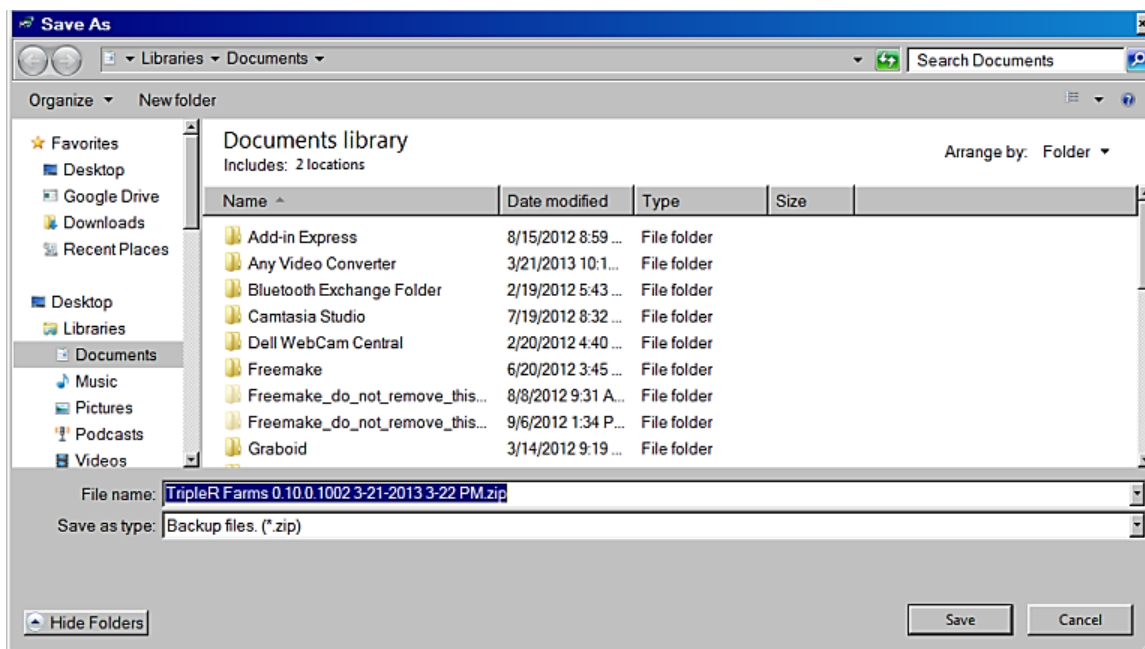 Save As
Libraries Documents
Search Documents
Organize New folder
Favorites
Desktop
Google Drive
Downloads
Recent Places
Desktop
Libraries
Documents
Music
Pictures
Podcasts
Videos
Documents library
Includes: 2 locations
Arrange by: Folder
Name Date modified Type Size
Add-in Express 8/15/2012 8:59 ... File folder
Any Video Converter 3/21/2013 10:1... File folder
Bluetooth Exchange Folder 2/19/2012 5:43 ... File folder
Camtasia Studio 7/19/2012 8:32 ... File folder
Dell WebCam Central 2/20/2012 4:40 ... File folder
Freemake 6/20/2012 3:45 ... File folder
Freemake_do_not_remove_this... 8/8/2012 9:31 A... File folder
Freemake_do_not_remove_this... 9/6/2012 1:34 P... File folder
Graboid 3/14/2012 9:19 ... File folder
File name: TripleR Farms 0.10.0.1002 3-21-2013 3-22 PM.zip
Save as type: Backup files. (*.zip)
Hide Folders
Save Cancel